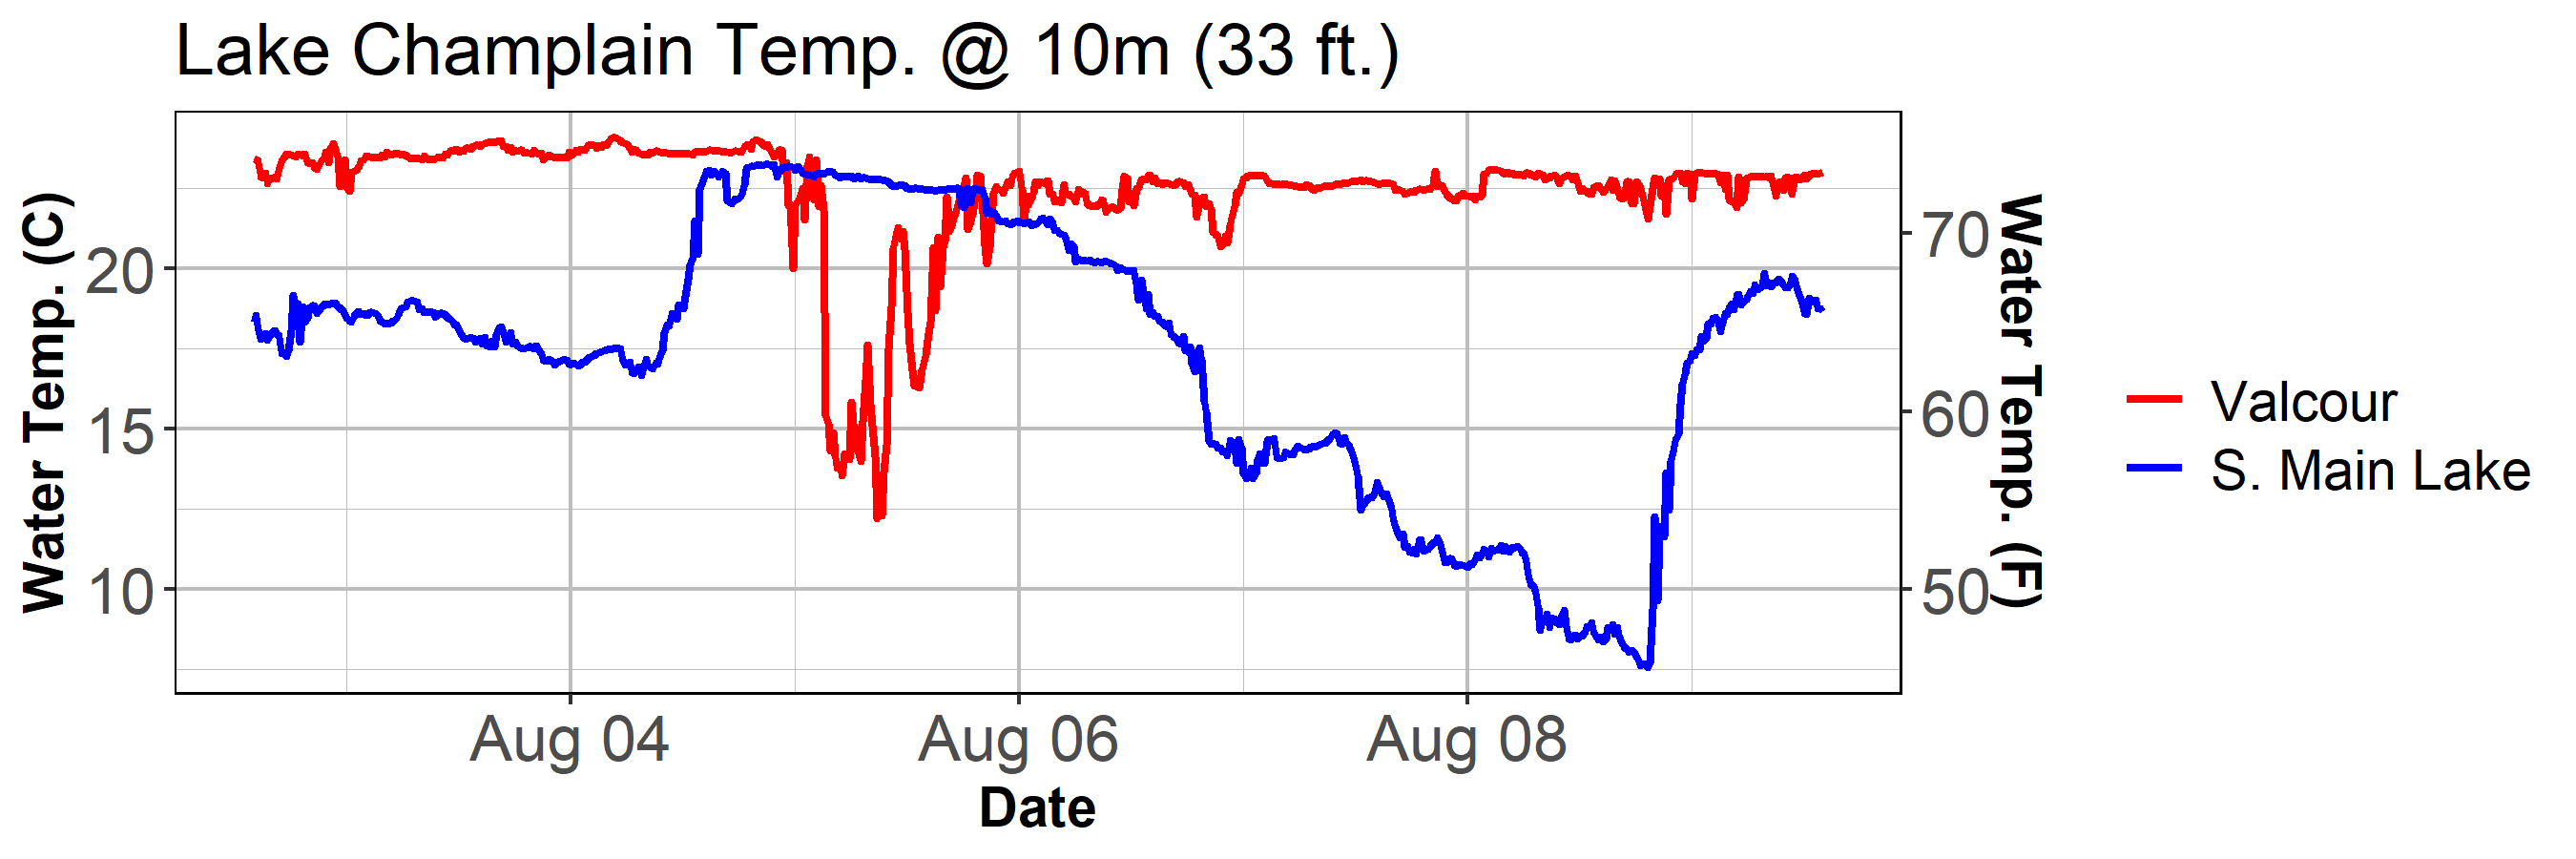 Lake Champlain Temp. @ 10m (33 ft.)
Water Temp. (C)
20
15
10
70
60
50
Water Temp. (F)
Aug 04
Aug 06
Aug 08
Date
Valcour
S. Main Lake